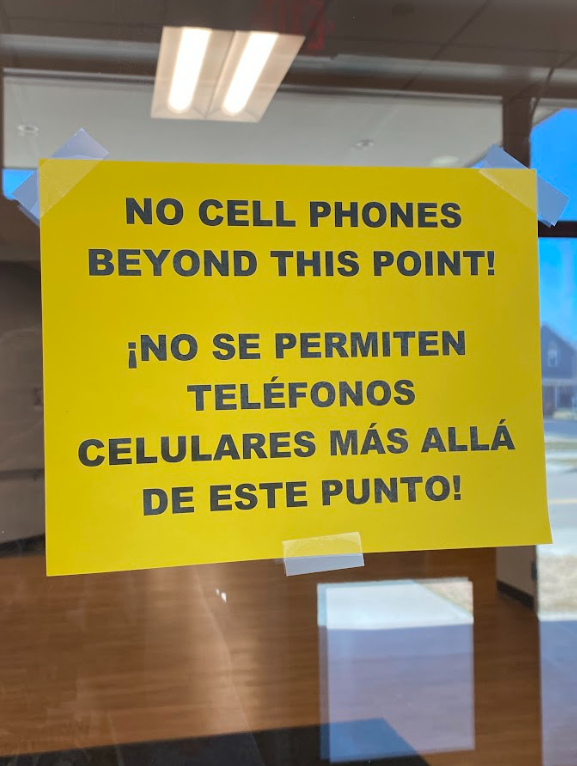 NO CELL PHONES
BEYOND THIS POINT!
¡NO SE PERMITEN
TELÉFONOS
CELULARES MÁS ALLÁ
DE ESTE PUNTO!